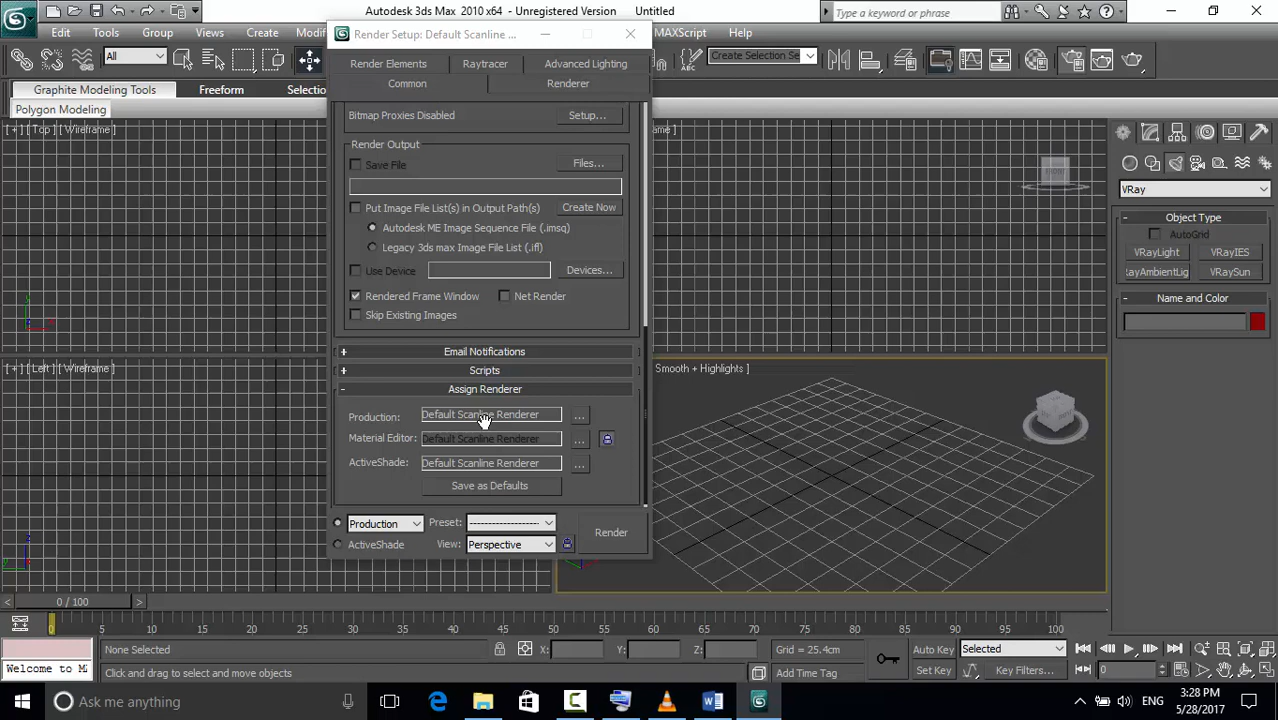 Autodesk 3ds Max 2010 x64 - Unregistered Version Untitled
Type a keyword or phrase
Edit Tools Group Views Create MAXScript Help
Render Setup: Default Scanline ...
All
Create Selection Se
Render Elements Raytracer Advanced Lighting
Common Renderer
Graphite Modeling Tools Freeform
Polygon Modeling
Bitmap Proxies Disabled Setup...
[ + ] [ Top ] [ Wireframe ]
Render Output
Save File Files...
Put Image File List(s) in Output Path(s) Create Now
Autodesk ME Image Sequence File (.imsq)
Legacy 3ds max Image File List (.ifl)
Use Device Devices...
Rendered Frame Window Net Render
Skip Existing Images
Email Notifications
Scripts
Assign Renderer
Production: Default Scanline Renderer ...
Material Editor: Default Scanline Renderer ...
ActiveShade: Default Scanline Renderer ...
Save as Defaults
Production Preset: Render
ActiveShade View: Perspective
[ + ] [ Left ] [ Wireframe ]
Smooth + Highlights ]
FRONT
VRay
Object Type
AutoGrid
VRayLight VRayIES
RayAmbientLig VRaySun
Name and Color
0 / 100
0 5 10 15 20 25 30 35 40 45 50 55 60 65 70 75 80 85 90 95 100
None Selected X: Y: Z: Grid = 25.4cm Auto Key Selected
Welcome to M Click and drag to select and move objects Add Time Tag Set Key Key Filters... 0
Ask me anything
ENG
3:28 PM
5/28/2017